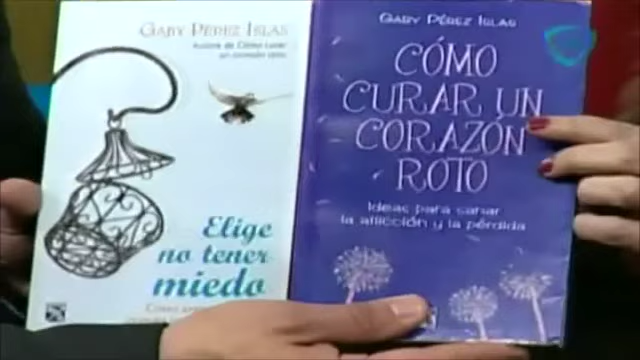 GABY PÉREZ ISLAS
Autora de Cómo curar
un corazón roto
Elige
no tener
miedo
GABY PÉREZ ISLAS
CÓMO
CURAR UN
CORAZÓN
ROTO
Ideas para sanar
la aflicción y la pérdida